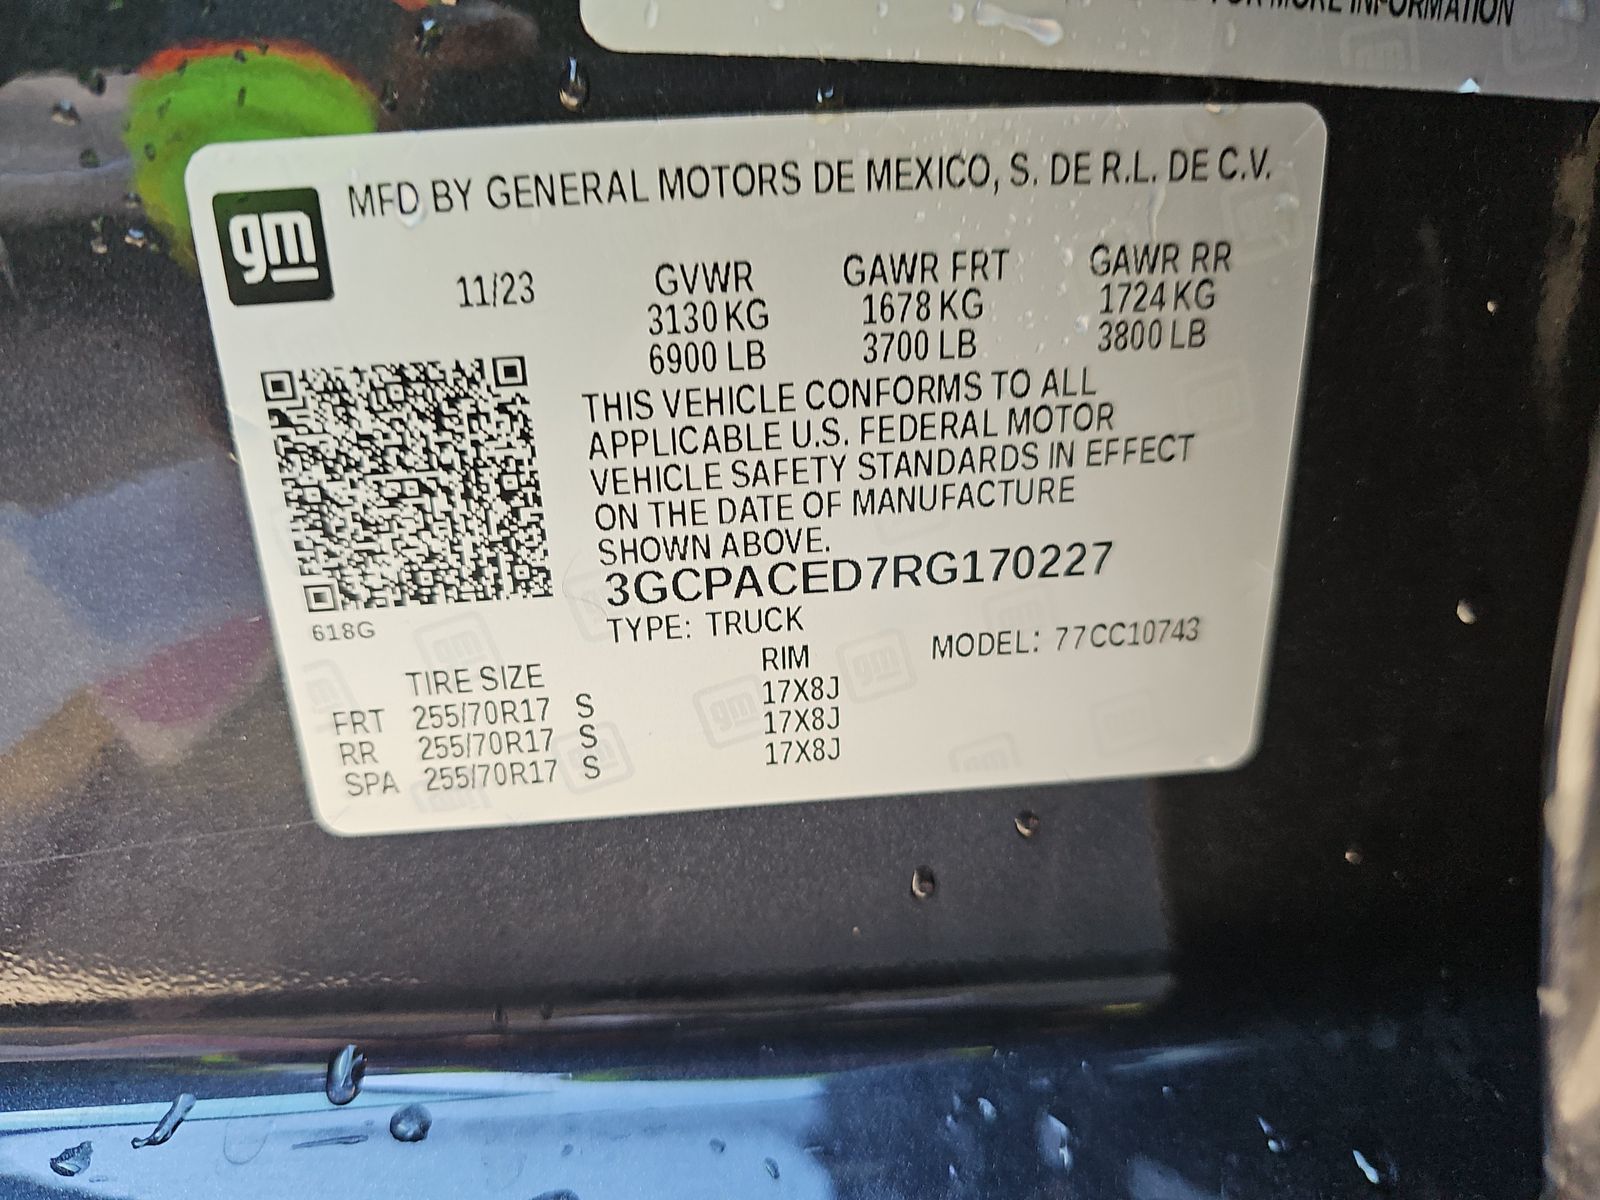 FOR MORE INFORMATION
gm MFD BY GENERAL MOTORS DE MEXICO, S. DE R.L. DE C.V.
11/23 GVWR GAWR FRT GAWR RR
3130 KG 1678 KG 1724 KG
6900 LB 3700 LB 3800 LB
THIS VEHICLE CONFORMS TO ALL
APPLICABLE U.S. FEDERAL MOTOR
VEHICLE SAFETY STANDARDS IN EFFECT
ON THE DATE OF MANUFACTURE
SHOWN ABOVE.
3GCPACED7RG170227
618G TYPE: TRUCK MODEL: 77CC10743
TIRE SIZE RIM
FRT 255/70R17 S 17X8J
RR 255/70R17 S 17X8J
SPA 255/70R17 S 17X8J